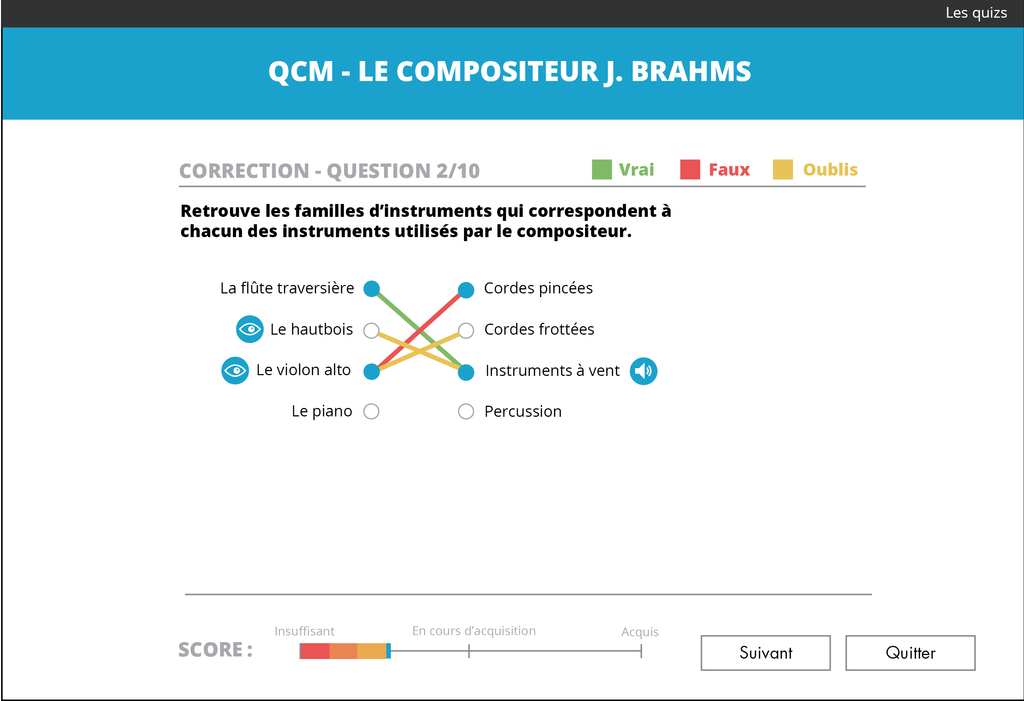 Les quizs
QCM - LE COMPOSITEUR J. BRAHMS
CORRECTION - QUESTION 2/10
Vrai
Faux
Oublis
Retrouve les familles d’instruments qui correspondent à
chacun des instruments utilisés par le compositeur.
La flûte traversière
Cordes pincées
Le hautbois
Cordes frottées
Le violon alto
Instruments à vent
Le piano
Percussion
Insuffisant
En cours d'acquisition
Acquis
SCORE :
Suivant
Quitter